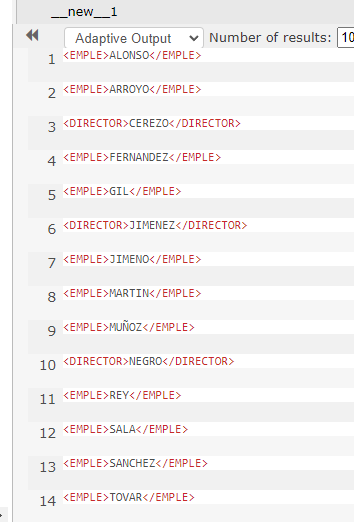 __new__1
Adaptive Output Number of results: 10
1 <EMPLE>ALONSO</EMPLE>
2 <EMPLE>ARROYO</EMPLE>
3 <DIRECTOR>CEREZO</DIRECTOR>
4 <EMPLE>FERNANDEZ</EMPLE>
5 <EMPLE>GIL</EMPLE>
6 <DIRECTOR>JIMENEZ</DIRECTOR>
7 <EMPLE>JIMENO</EMPLE>
8 <EMPLE>MARTIN</EMPLE>
9 <EMPLE>MUÑOZ</EMPLE>
10 <DIRECTOR>NEGRO</DIRECTOR>
11 <EMPLE>REY</EMPLE>
12 <EMPLE>SALA</EMPLE>
13 <EMPLE>SANCHEZ</EMPLE>
14 <EMPLE>TOVAR</EMPLE>